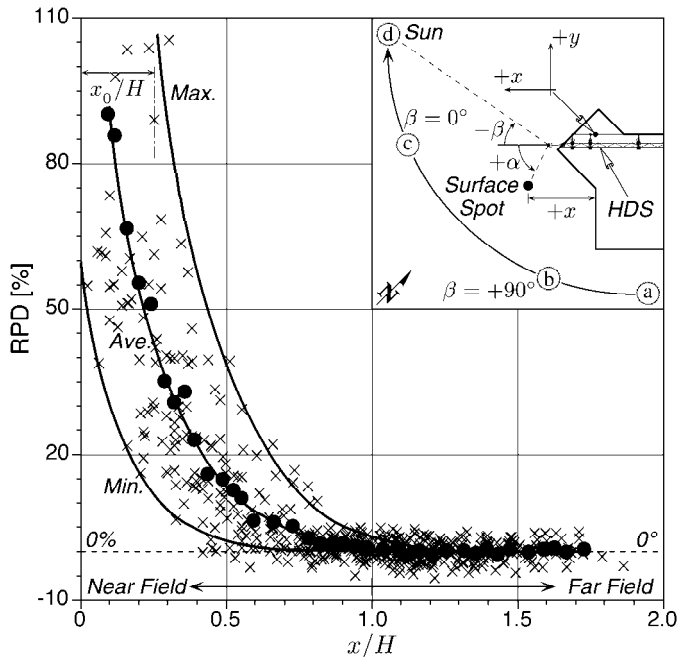 110
80
50
20
-10
RPD [%]
x₀/H
Max.
Ave.
Min.
0%
0°
Near Field
Far Field
0
0.5
1.0
1.5
2.0
x/H
d
Sun
+y
+x
β = 0°
-β
+α
c
Surface
Spot
+x
HDS
N
β = +90°
b
a